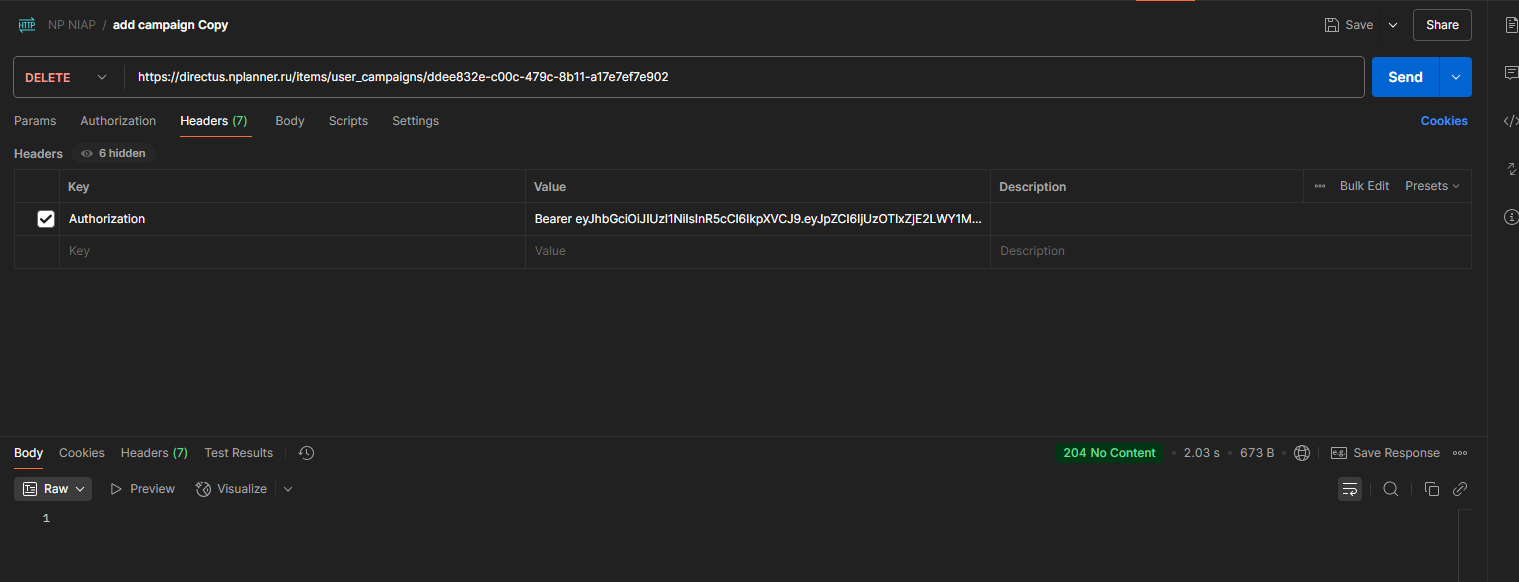 HTTP NP NIAP / add campaign Copy Save Share
DELETE https://directus.nplanner.ru/items/user_campaigns/ddee832e-c00c-479c-8b11-a17e7ef7e902 Send
Params Authorization Headers (7) Body Scripts Settings Cookies
Headers 6 hidden
Key Value Description ••• Bulk Edit Presets
Authorization Bearer eyJhbGciOiJIUzI1NiIsInR5cCI6IkpXVCJ9.eyJpZCI6IjUzOTIxZjE2LWY1M...
Key Value Description
Body Cookies Headers (7) Test Results 204 No Content • 2.03 s • 673 B e.g. Save Response •••
Raw Preview Visualize
1